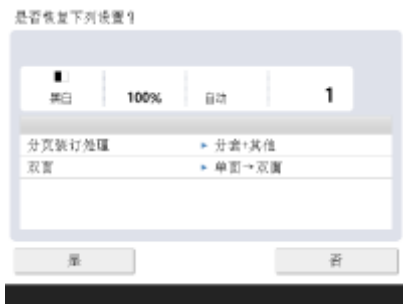 是否恢复下列设置?
黑白 100% 自动 1
分页装订处理 ▸ 分套+其他
双面 ▸ 单面→双面
是 否